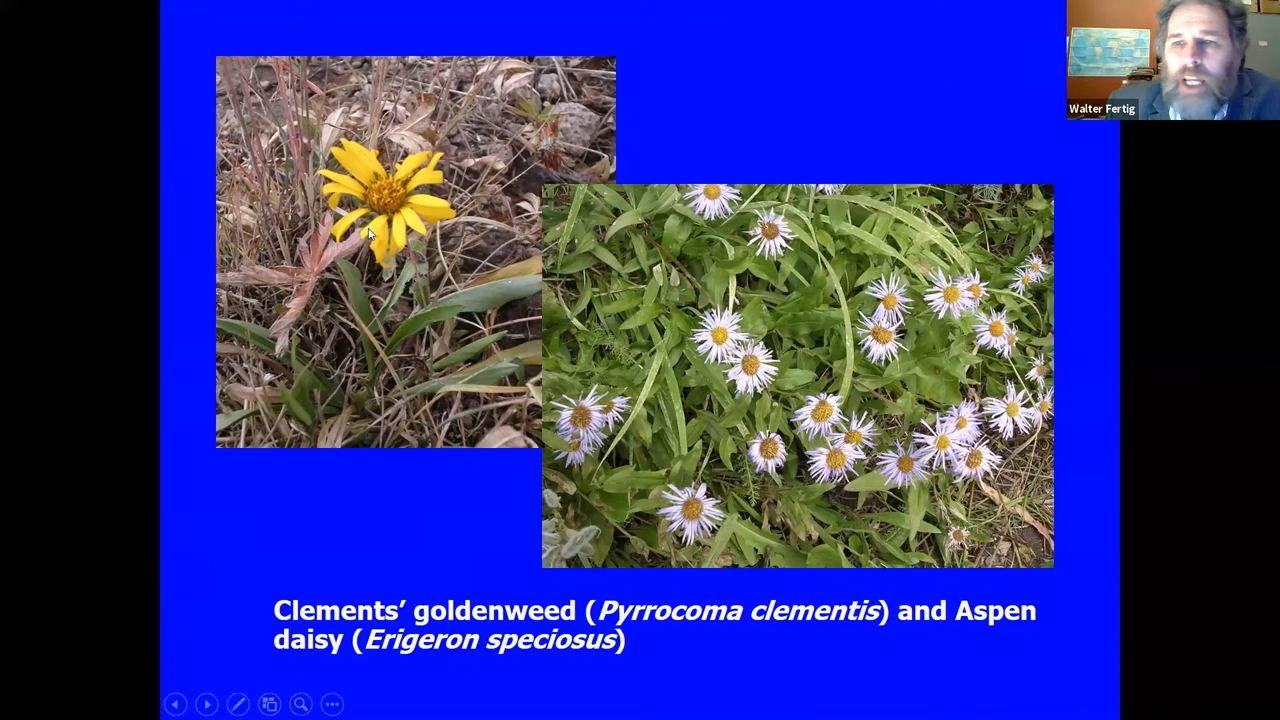 Walter Fertig
Clements’ goldenweed (Pyrrocoma clementis) and Aspen
daisy (Erigeron speciosus)